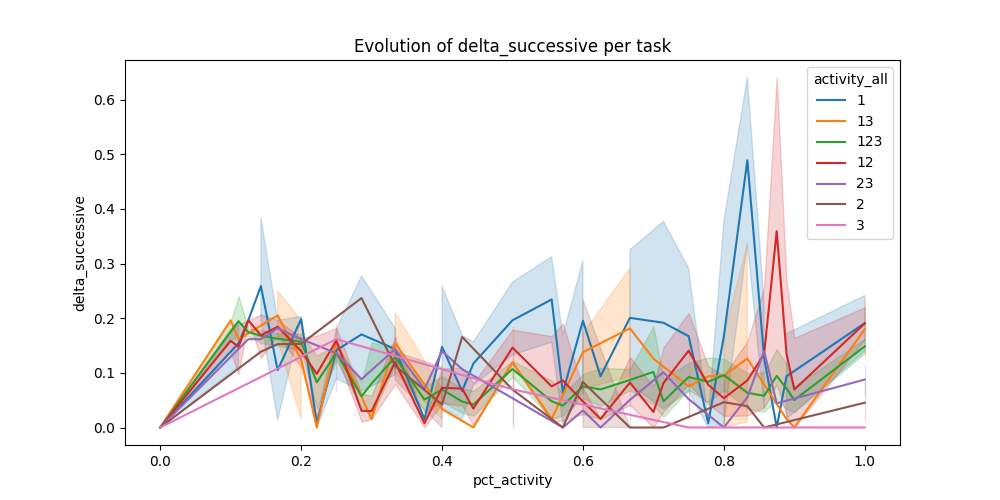 Evolution of delta_successive per task
activity_all
1
13
123
12
23
2
3
0.6
0.5
0.4
0.3
0.2
0.1
0.0
delta_successive
0.0 0.2 0.4 0.6 0.8 1.0
pct_activity